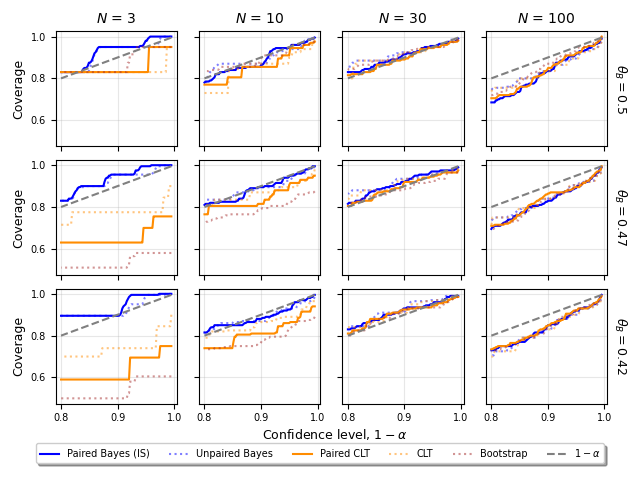 N = 3 N = 10 N = 30 N = 100
1.0
Coverage 0.8 θ_B = 0.5
0.6
1.0
Coverage 0.8 θ_B = 0.47
0.6
1.0
Coverage 0.8 θ_B = 0.42
0.6
0.8 0.9 1.0 0.8 0.9 1.0 0.8 0.9 1.0 0.8 0.9 1.0
Confidence level, 1 − α
Paired Bayes (IS) Unpaired Bayes Paired CLT CLT Bootstrap 1 − α